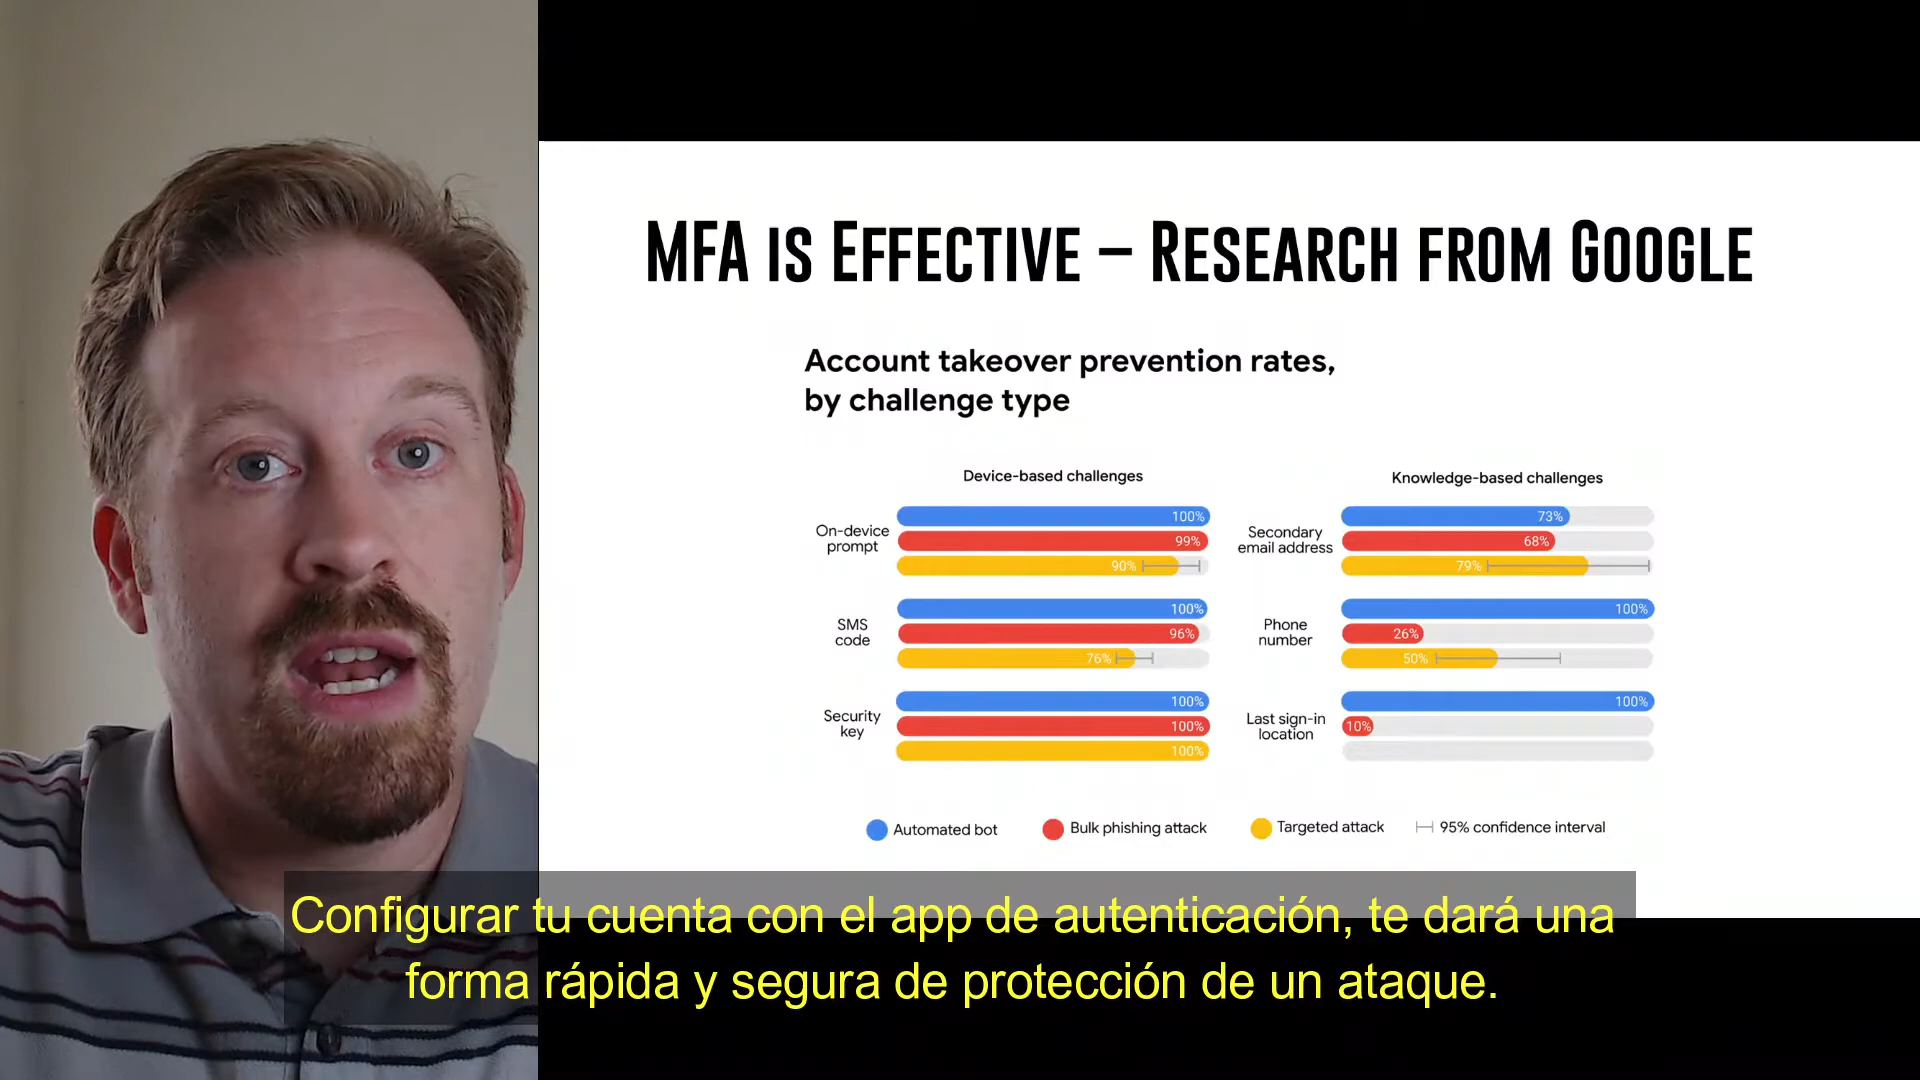 MFA IS EFFECTIVE – RESEARCH FROM GOOGLE
Account takeover prevention rates,
by challenge type
Device-based challenges
On-device
prompt
100%
99%
90%
SMS
code
100%
96%
76%
Security
key
100%
100%
100%
Knowledge-based challenges
Secondary
email address
73%
68%
79%
Phone
number
100%
26%
50%
Last sign-in
location
100%
10%
Automated bot
Bulk phishing attack
Targeted attack
95% confidence interval
Configurar tu cuenta con el app de autenticación, te dará una
forma rápida y segura de protección de un ataque.